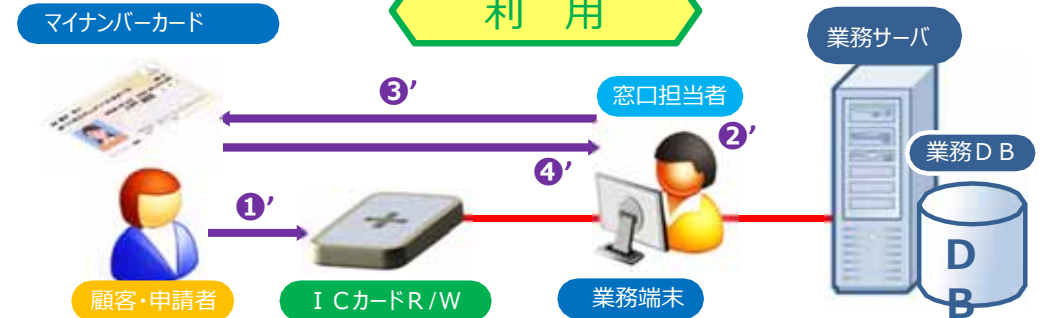 利 用
マイナンバーカード
業務サーバ
❸’
窓口担当者
❷’
業務ＤＢ
❹’
❶’
D
B
顧客・申請者
ＩＣカードＲ/Ｗ
業務端末